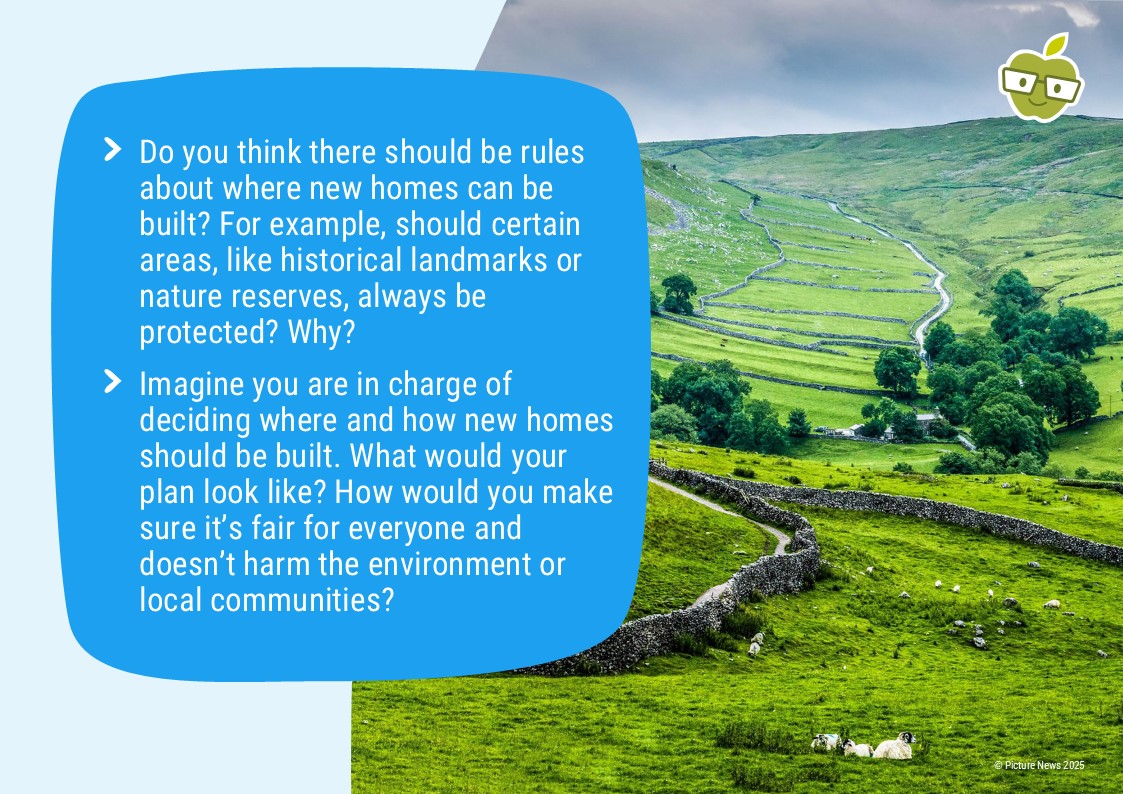 Do you think there should be rules
about where new homes can be
built? For example, should certain
areas, like historical landmarks or
nature reserves, always be
protected? Why?
Imagine you are in charge of
deciding where and how new homes
should be built. What would your
plan look like? How would you make
sure it’s fair for everyone and
doesn’t harm the environment or
local communities?
© Picture News 2025